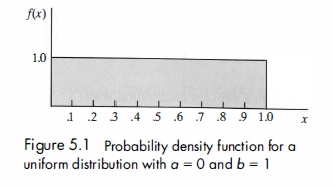 f(x)
1.0
.1 .2 .3 .4 .5 .6 .7 .8 .9 1.0 x
Figure 5.1 Probability density function for a
uniform distribution with a = 0 and b = 1